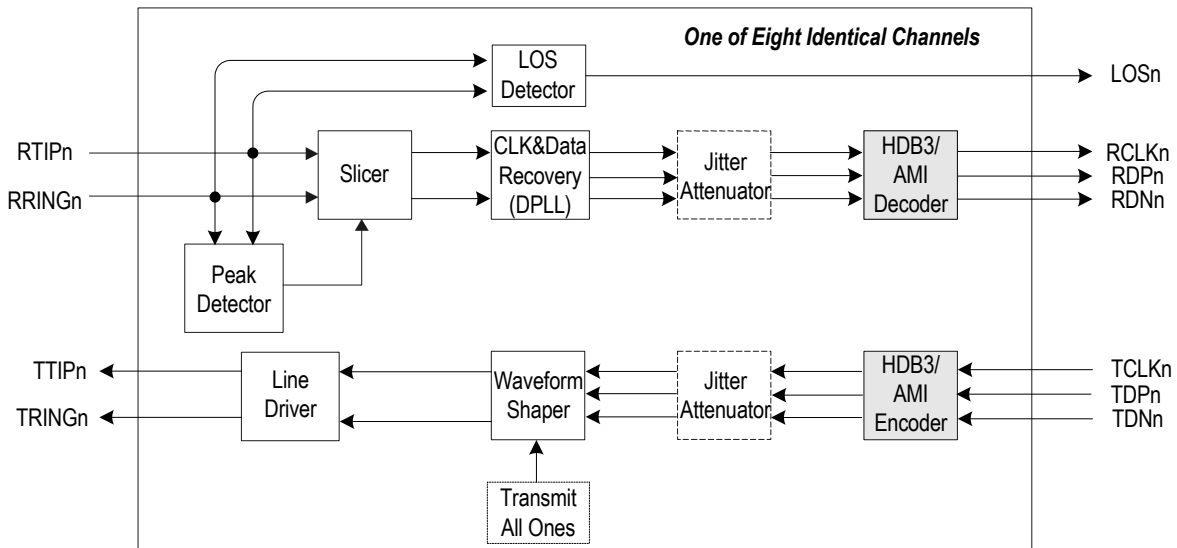 One of Eight Identical Channels
LOS
Detector
LOSn
RTIPn
RRINGn
Slicer
CLK&Data
Recovery
(DPLL)
Jitter
Attenuator
HDB3/
AMI
Decoder
RCLKn
RDPn
RDNn
Peak
Detector
TTIPn
TRINGn
Line
Driver
Waveform
Shaper
Jitter
Attenuator
HDB3/
AMI
Encoder
TCLKn
TDPn
TDNn
Transmit
All Ones